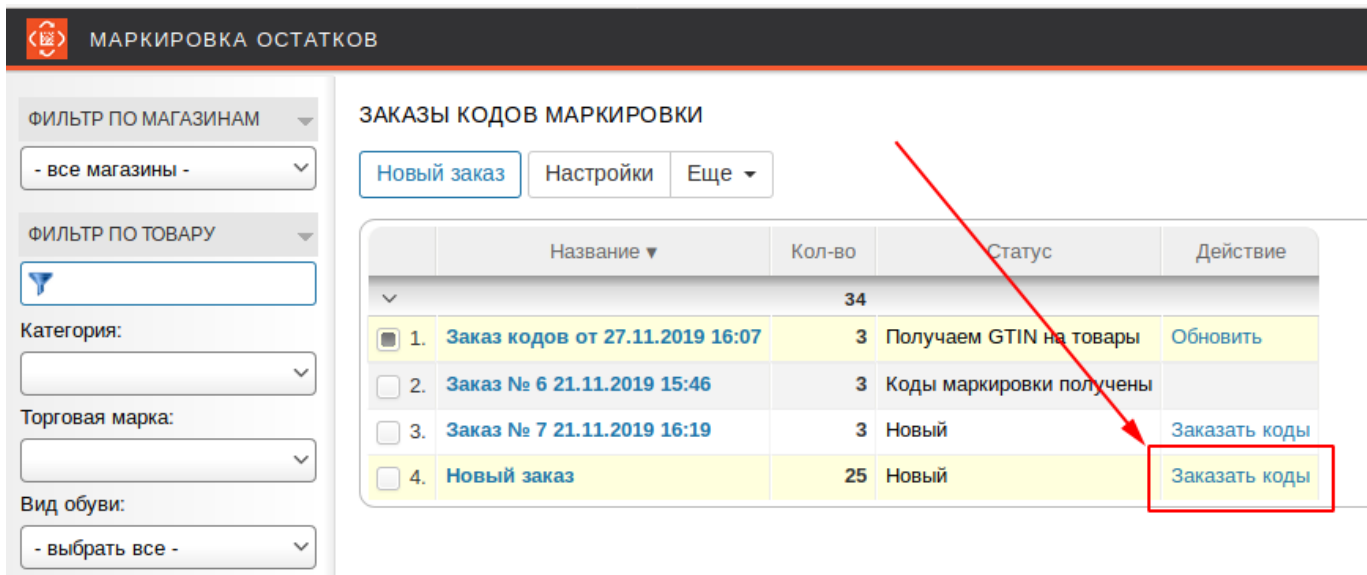 МАРКИРОВКА ОСТАТКОВ
ФИЛЬТР ПО МАГАЗИНАМ
- все магазины -
ФИЛЬТР ПО ТОВАРУ
Категория:
Торговая марка:
Вид обуви:
- выбрать все -
ЗАКАЗЫ КОДОВ МАРКИРОВКИ
Новый заказ Настройки Еще
Название Кол-во Статус Действие
34
1. Заказ кодов от 27.11.2019 16:07 3 Получаем GTIN на товары Обновить
2. Заказ № 6 21.11.2019 15:46 3 Коды маркировки получены
3. Заказ № 7 21.11.2019 16:19 3 Новый Заказать коды
4. Новый заказ 25 Новый Заказать коды